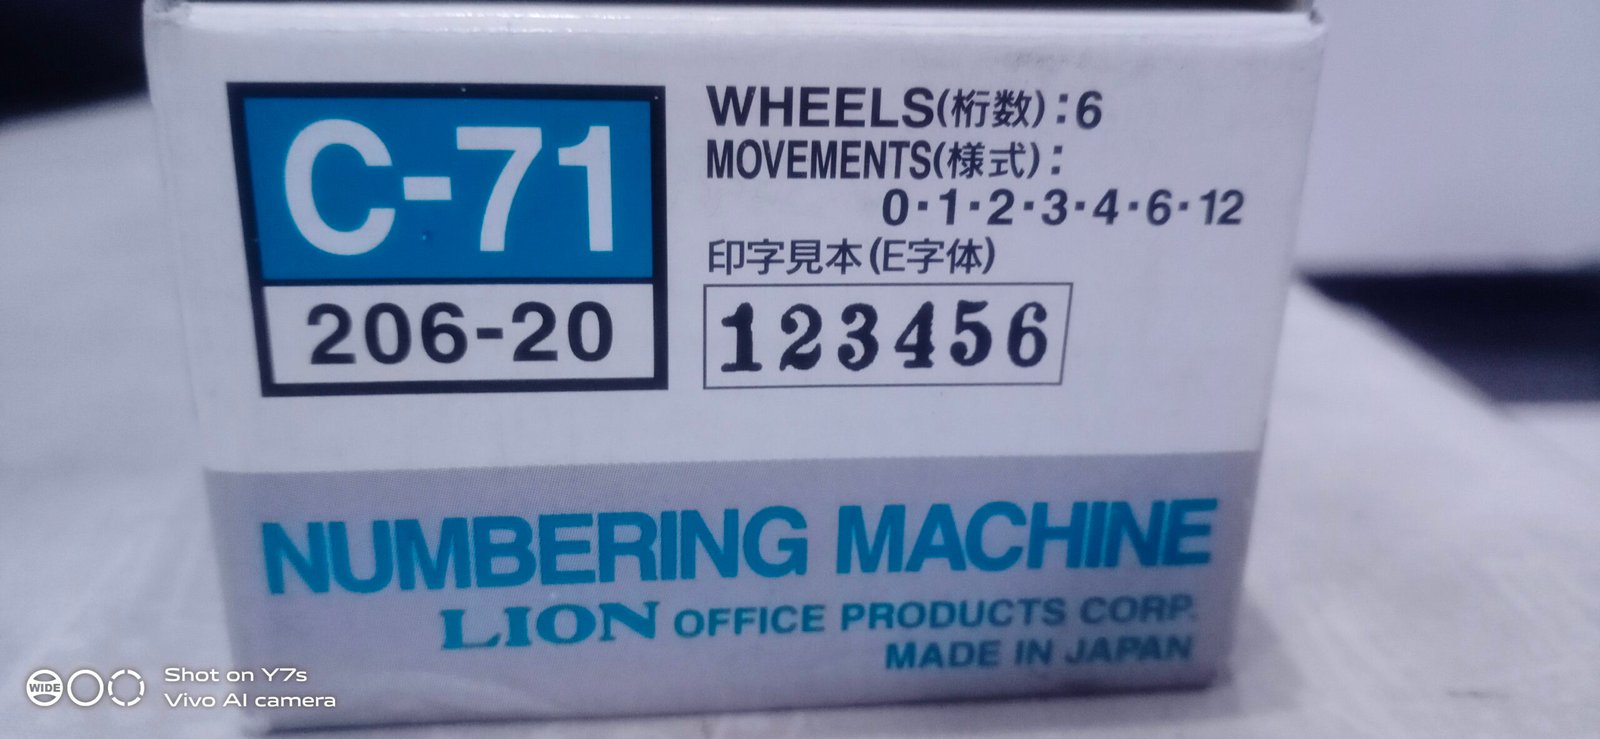 C-71
206-20
WHEELS(桁数):6
MOVEMENTS(様式):
0·1·2·3·4·6·12
印字見本(E字体)
123456
NUMBERING MACHINE
LION OFFICE PRODUCTS CORP.
MADE IN JAPAN
WIDE
Shot on Y7s
Vivo AI camera